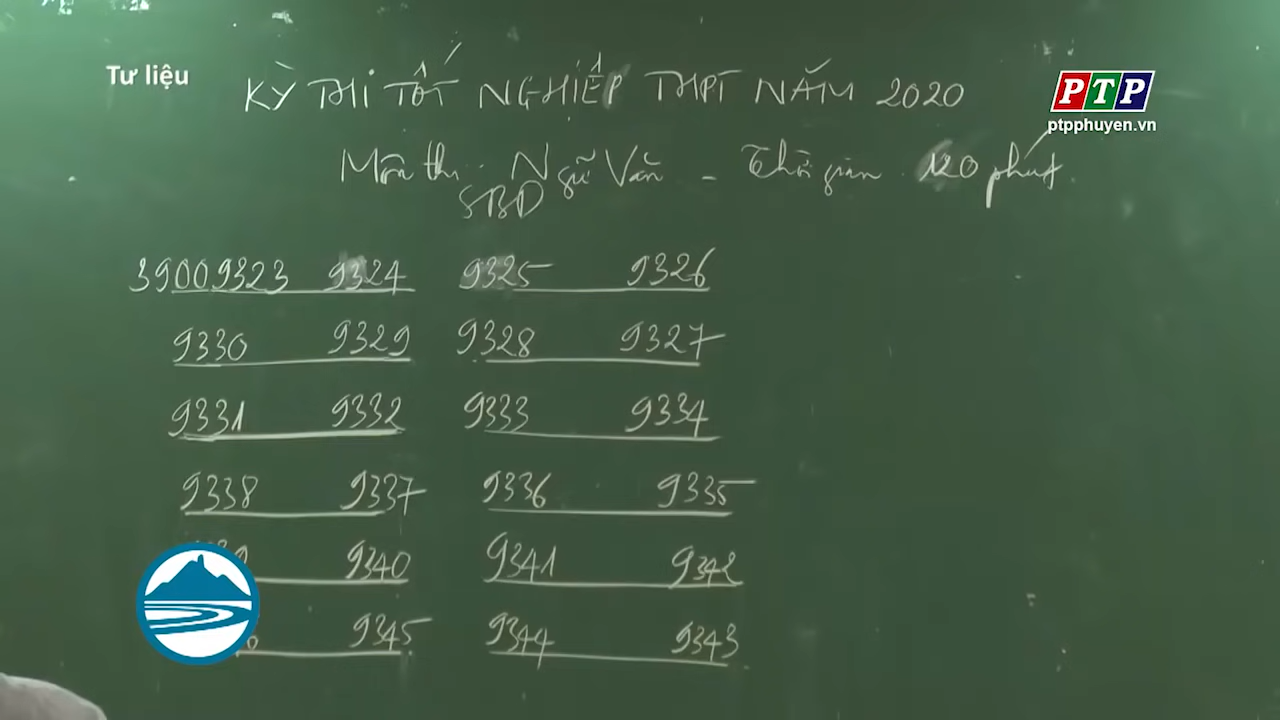 Tư liệu
PTP
ptpphuyen.vn
KỲ THI TỐT NGHIỆP THPT NĂM 2020
Môn thi: Ngữ Văn - Thời gian 120 phút
SBD
39009323 9324 9325 9326
9330 9329 9328 9327
9331 9332 9333 9334
9338 9337 9336 9335
9340 9341 9342
9345 9344 9343